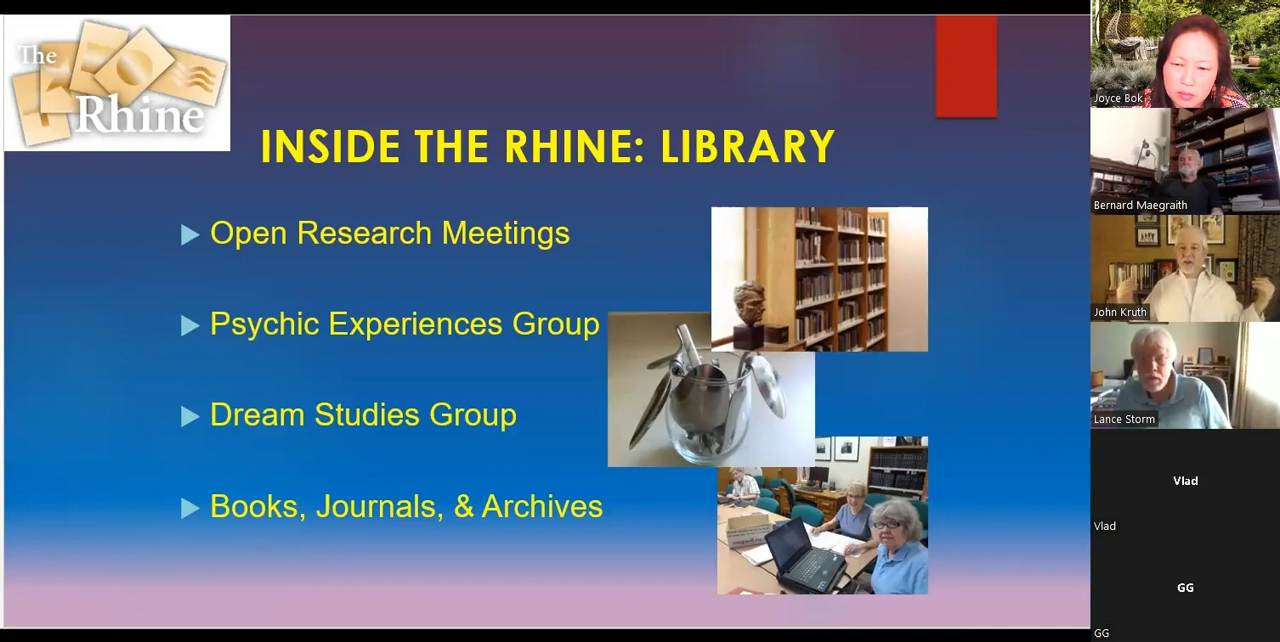 The
Rhine
INSIDE THE RHINE: LIBRARY
Open Research Meetings
Psychic Experiences Group
Dream Studies Group
Books, Journals, & Archives
Joyce Bok
Bernard Maegraith
John Kruth
Lance Storm
Vlad
Vlad
GG
GG